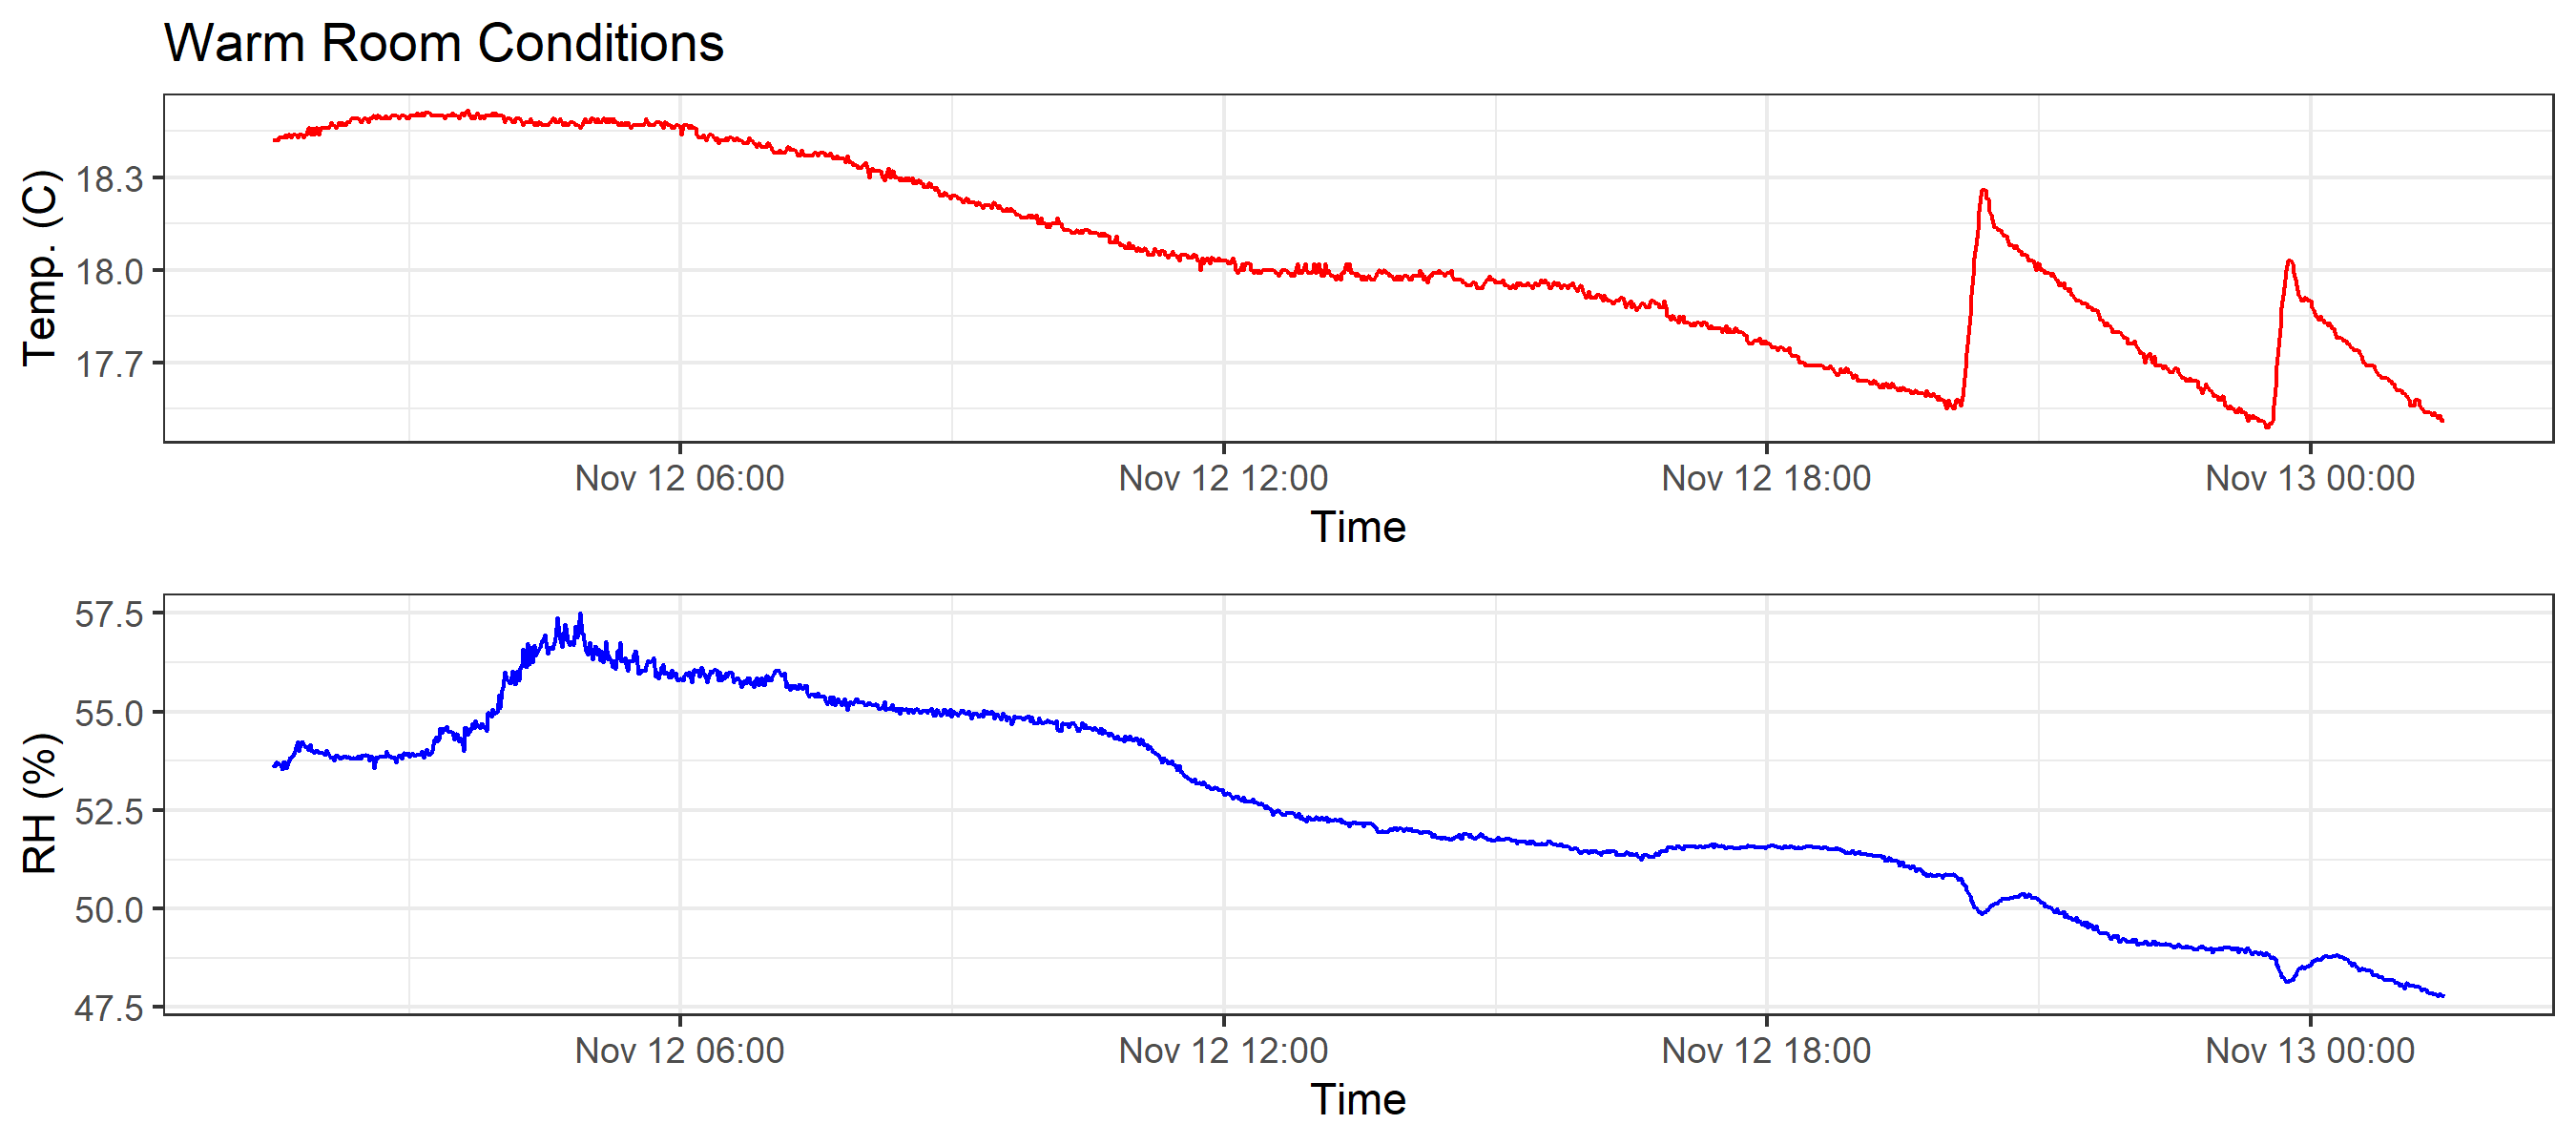 Warm Room Conditions
Temp. (C)
18.3
18.0
17.7
Nov 12 06:00 Nov 12 12:00 Nov 12 18:00 Nov 13 00:00
Time
RH (%)
57.5
55.0
52.5
50.0
47.5
Nov 12 06:00 Nov 12 12:00 Nov 12 18:00 Nov 13 00:00
Time